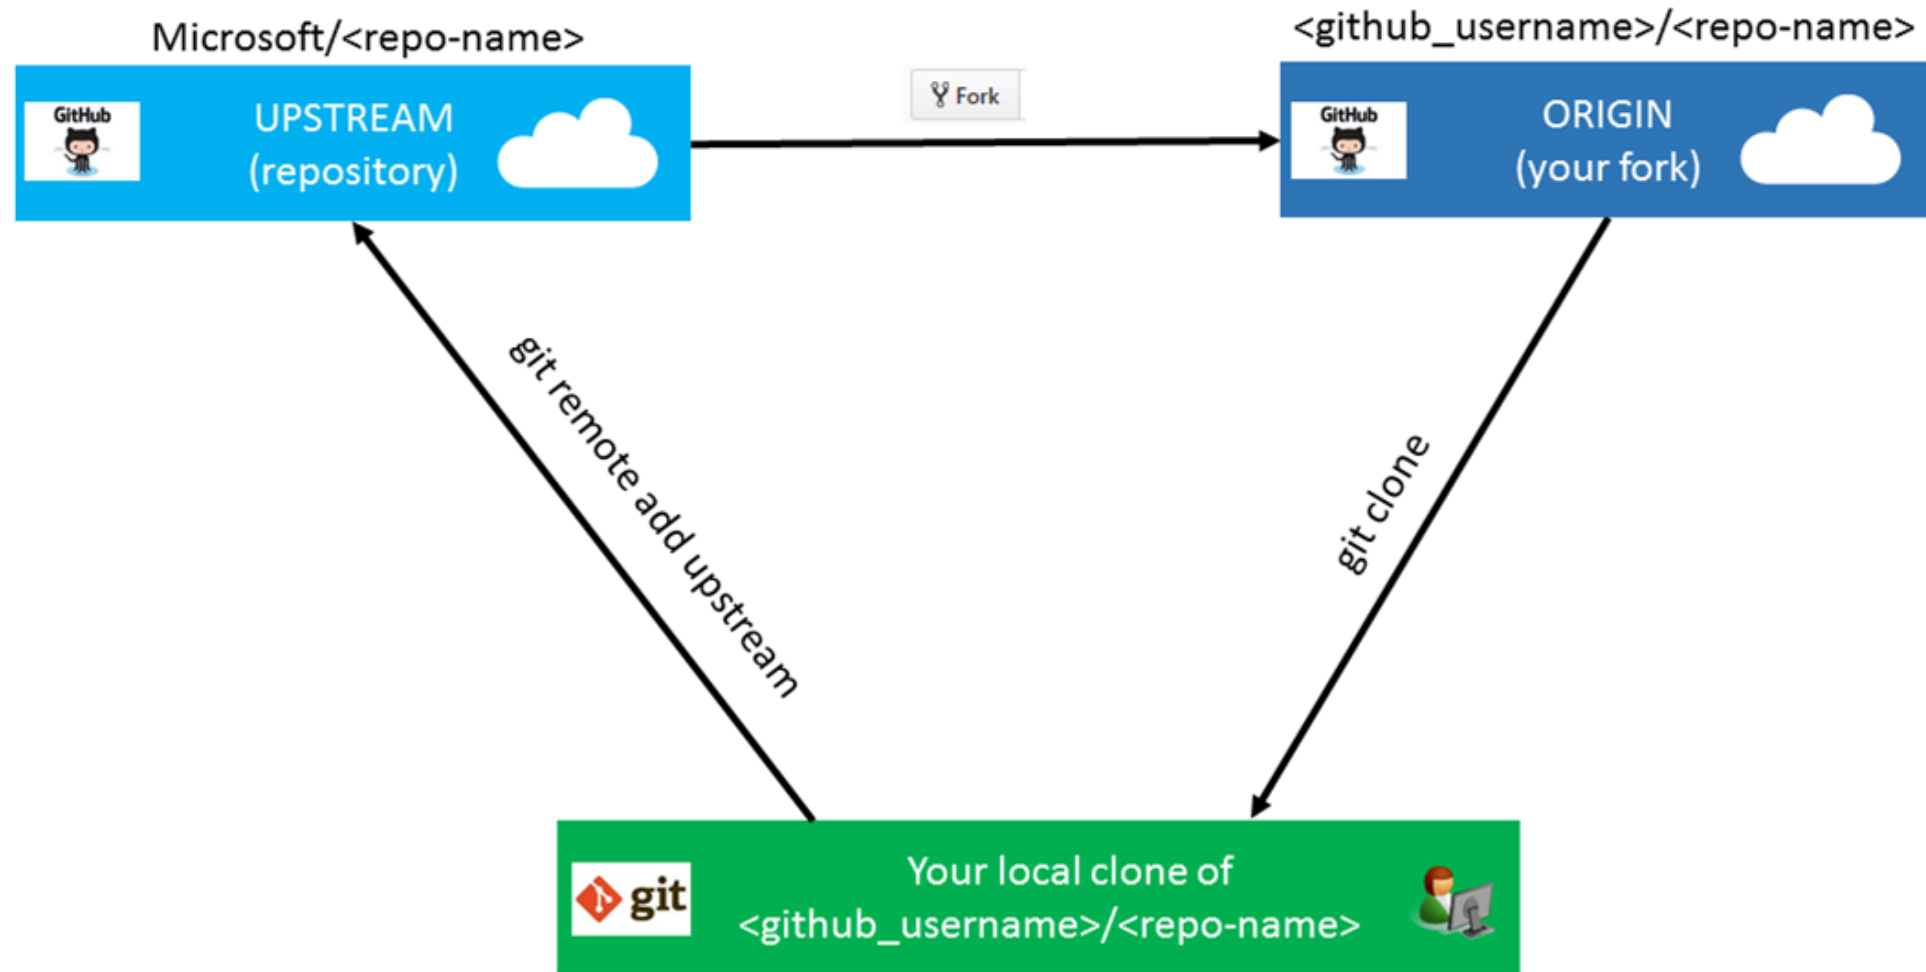 Microsoft/<repo-name>
<github_username>/<repo-name>
GitHub
UPSTREAM
(repository)
Fork
GitHub
ORIGIN
(your fork)
git remote add upstream
git clone
git
Your local clone of
<github_username>/<repo-name>